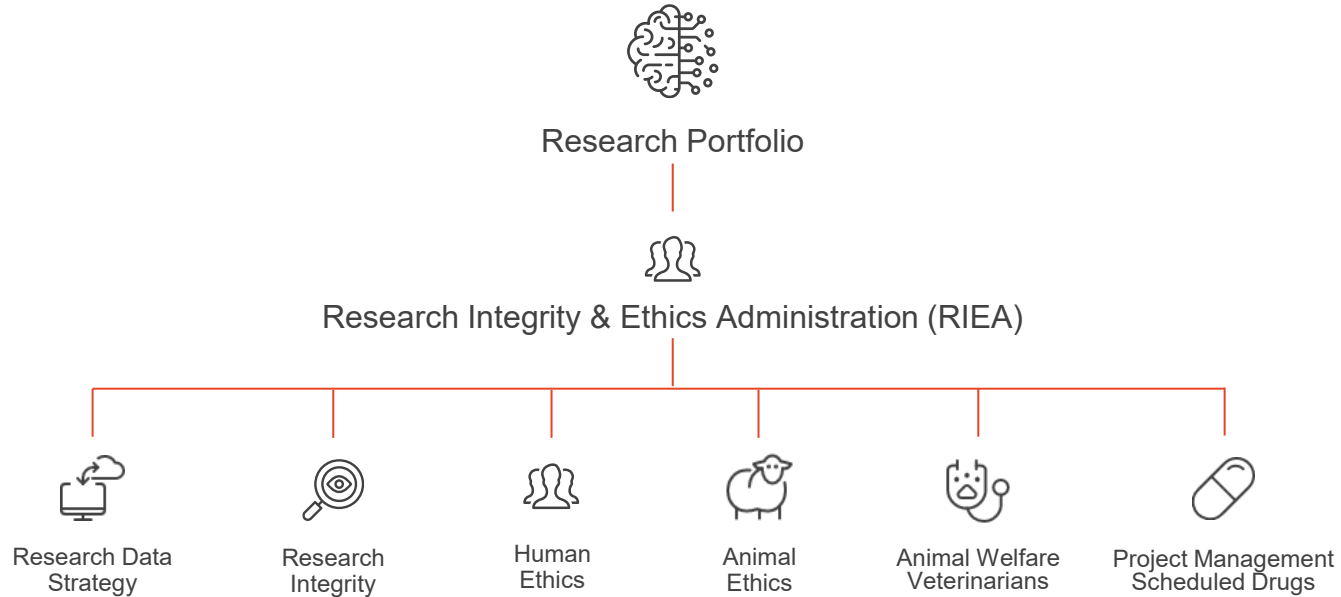 Research Portfolio
Research Integrity & Ethics Administration (RIEA)
Research Data
Strategy
Research
Integrity
Human
Ethics
Animal
Ethics
Animal Welfare
Veterinarians
Project Management
Scheduled Drugs